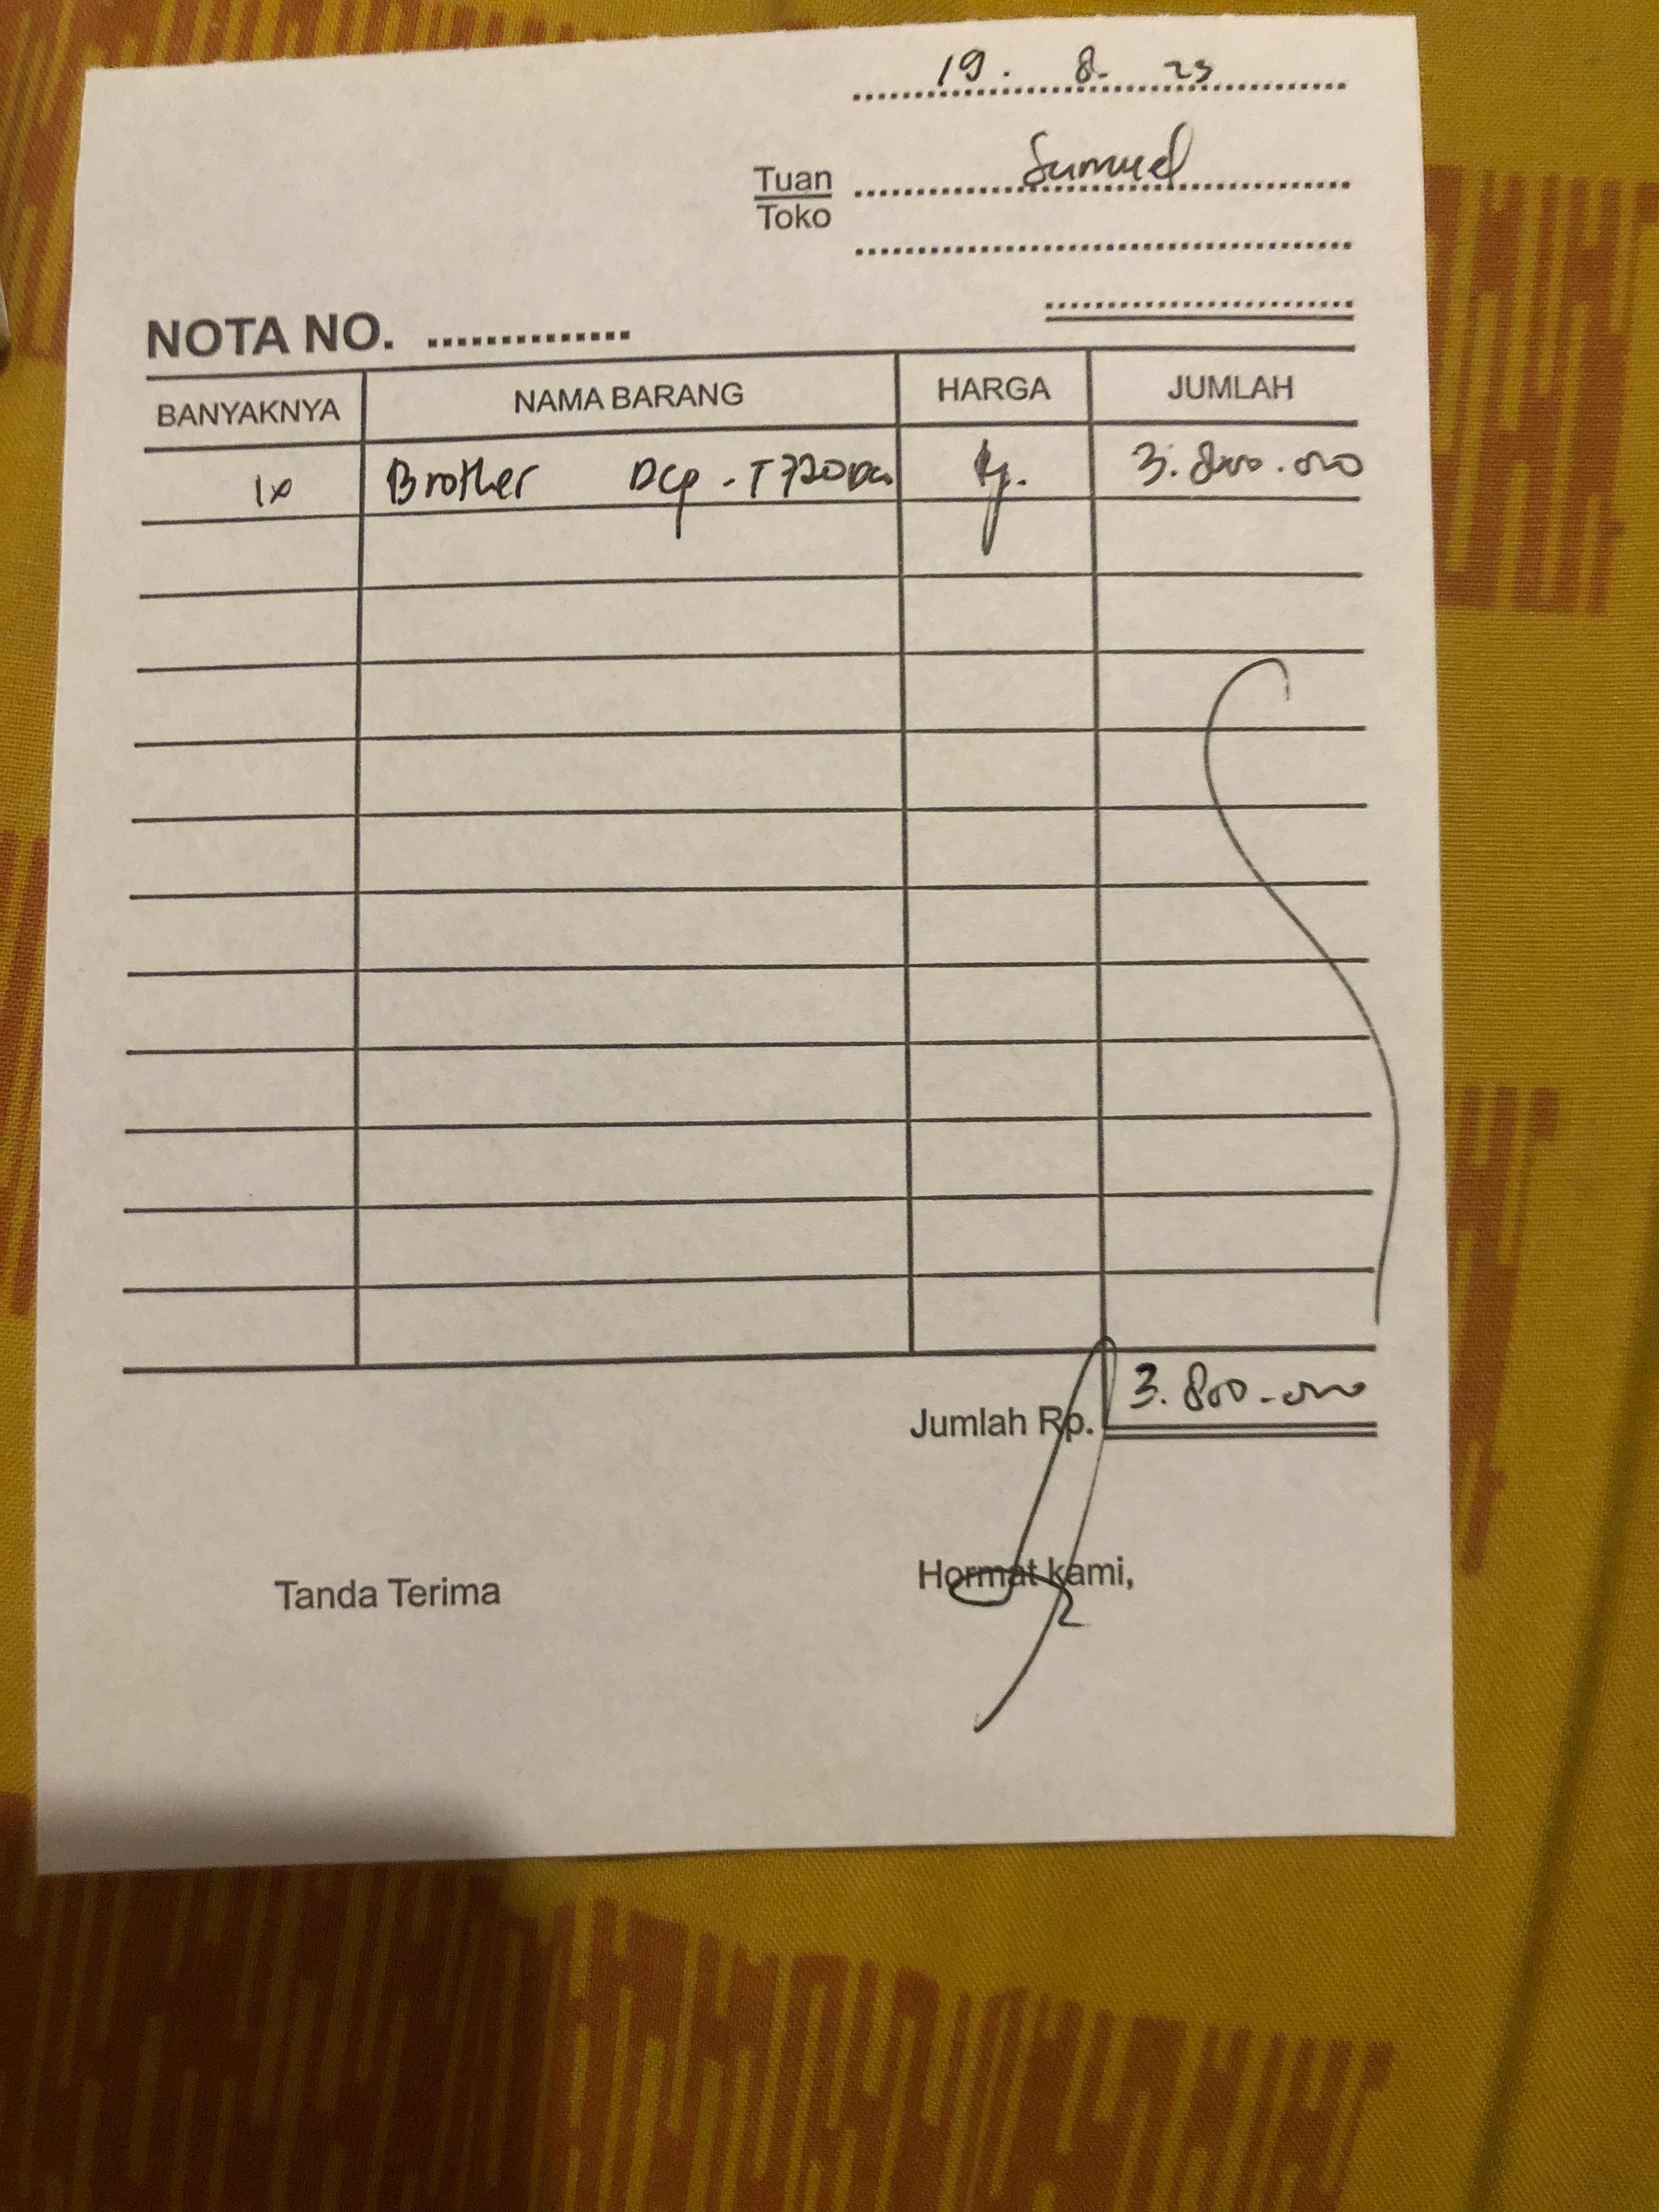 19. 8. 23
Tuan Samuel
Toko
NOTA NO. ..............
BANYAKNYA NAMA BARANG HARGA JUMLAH
1x Brother DCP-T720DW Rp. 3.800.000
Jumlah Rp. 3.800.000
Tanda Terima Hormat kami,